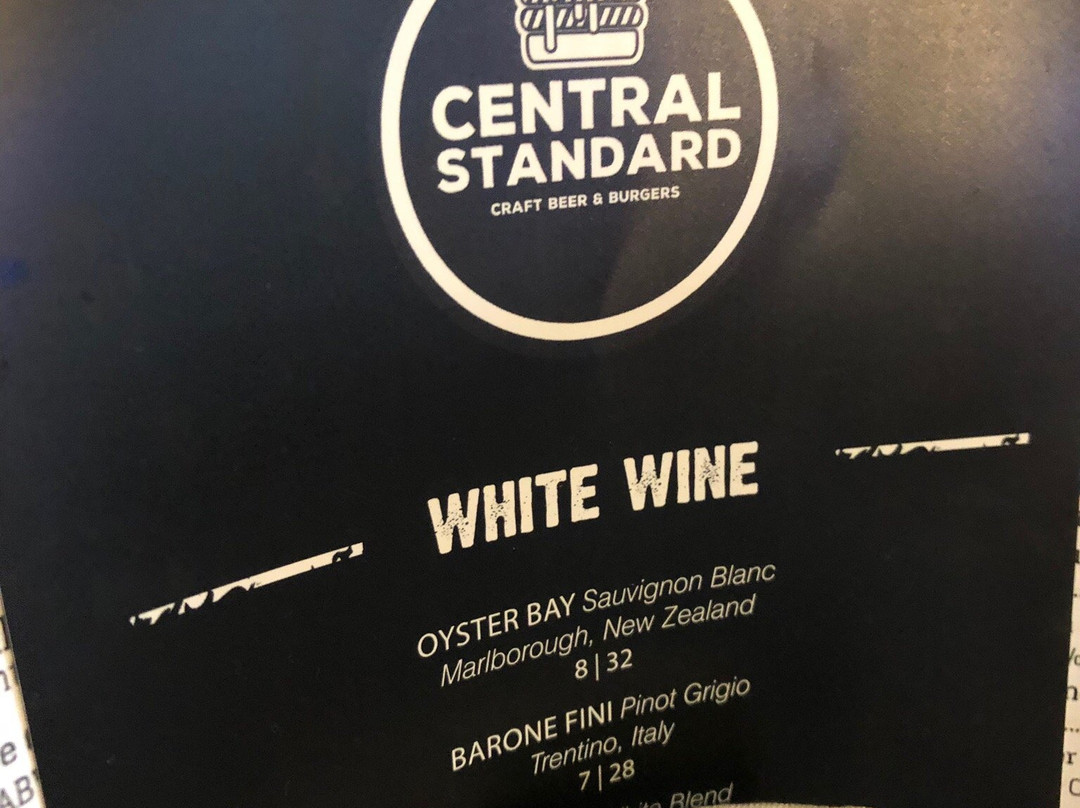 CENTRAL
STANDARD
CRAFT BEER & BURGERS
WHITE WINE
OYSTER BAY Sauvignon Blanc
Marlborough, New Zealand
8 | 32
BARONE FINI Pinot Grigio
Trentino, Italy
7 | 28
Blend